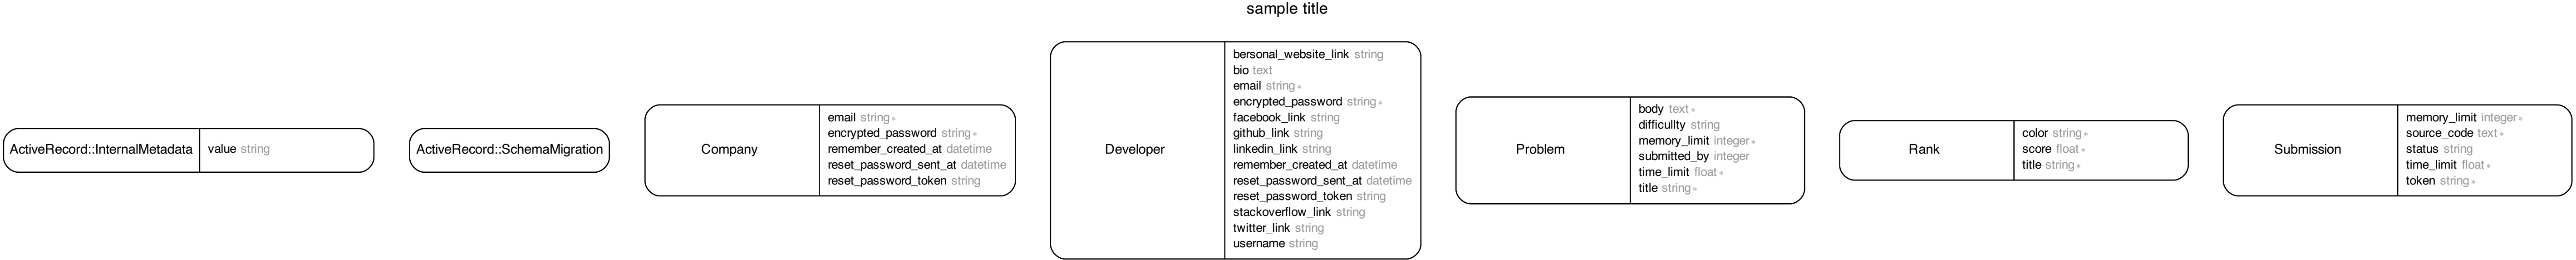 sample title
ActiveRecord::InternalMetadata
value string
ActiveRecord::SchemaMigration
Company
email string *
encrypted_password string *
remember_created_at datetime
reset_password_sent_at datetime
reset_password_token string
Developer
bersonal_website_link string
bio text
email string *
encrypted_password string *
facebook_link string
github_link string
linkedin_link string
remember_created_at datetime
reset_password_sent_at datetime
reset_password_token string
stackoverflow_link string
twitter_link string
username string
Problem
body text *
difficullty string
memory_limit integer *
submitted_by integer
time_limit float *
title string *
Rank
color string *
score float *
title string *
Submission
memory_limit integer *
source_code text *
status string
time_limit float *
token string *